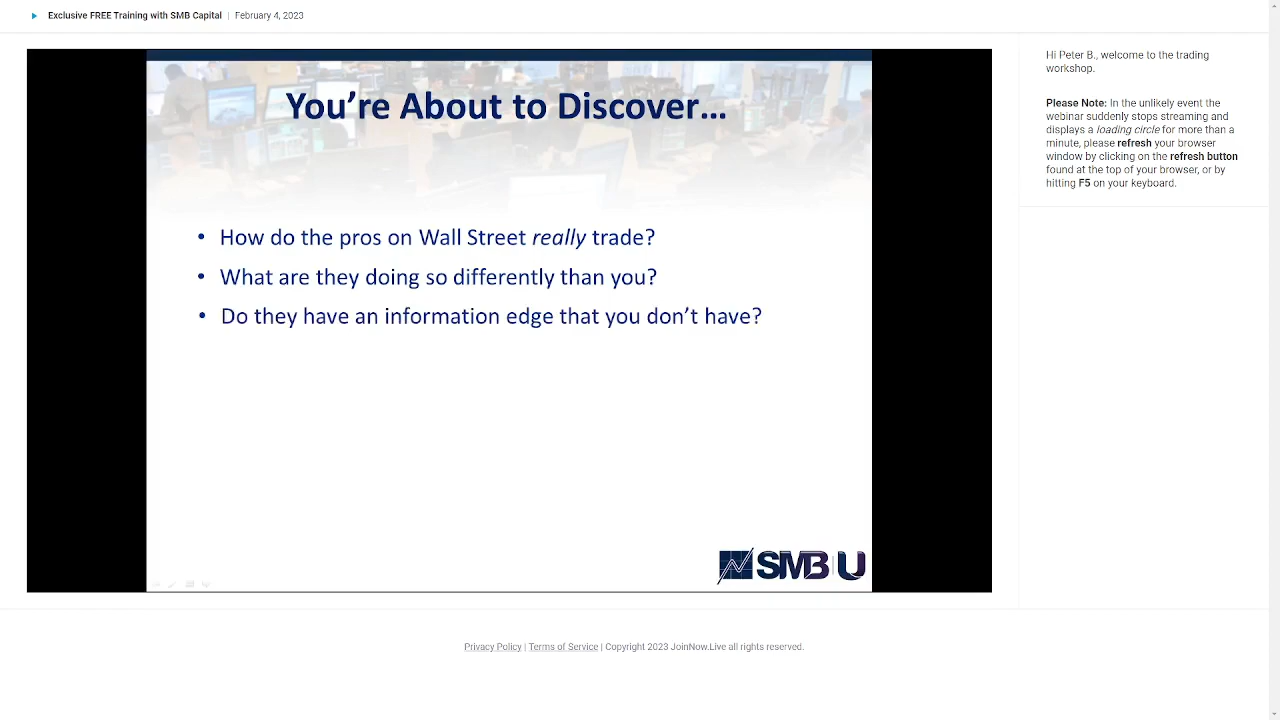 Exclusive FREE Training with SMB Capital | February 4, 2023
You're About to Discover...
• How do the pros on Wall Street really trade?
• What are they doing so differently than you?
• Do they have an information edge that you don't have?
SMB U
Hi Peter B., welcome to the trading
workshop.
Please Note: In the unlikely event the
webinar suddenly stops streaming and
displays a loading circle for more than a
minute, please refresh your browser
window by clicking on the refresh button
found at the top of your browser, or by
hitting F5 on your keyboard.
Privacy Policy | Terms of Service | Copyright 2023 JoinNow.Live all rights reserved.